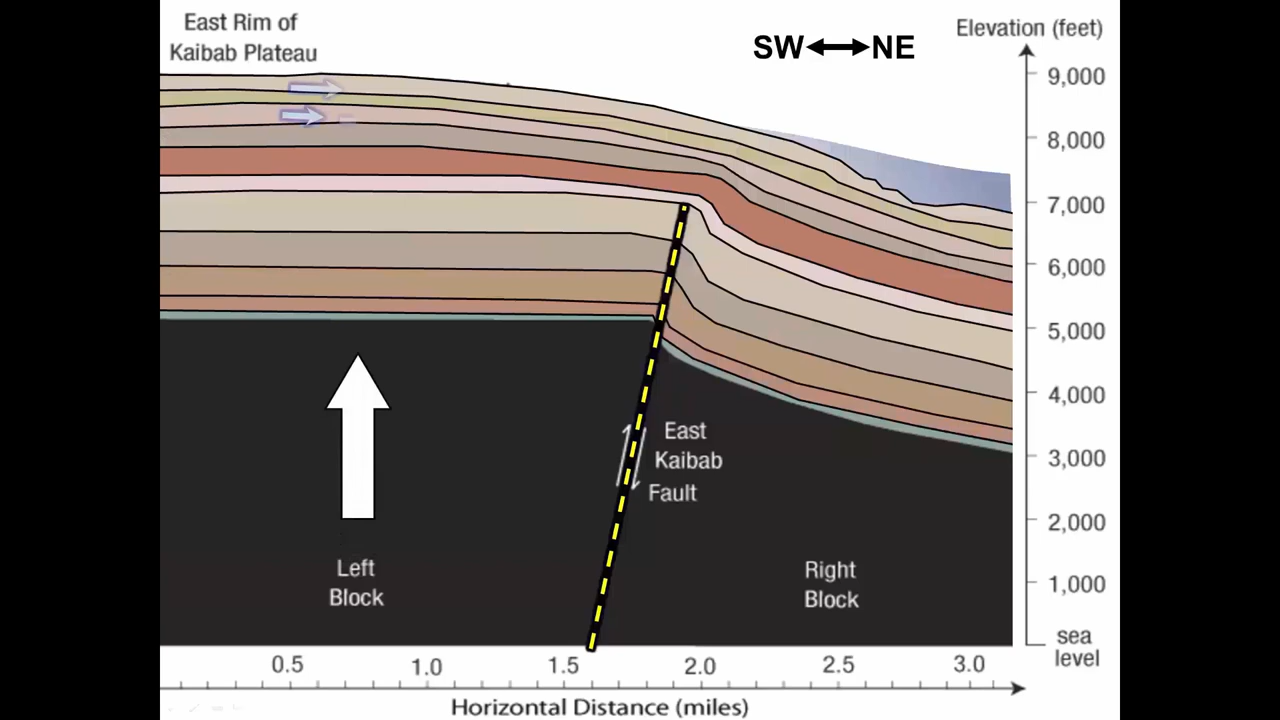 East Rim of
Kaibab Plateau
SW NE
Elevation (feet)
9,000
8,000
7,000
6,000
5,000
4,000
3,000
2,000
1,000
sea
level
East
Kaibab
Fault
Left
Block
Right
Block
0.5 1.0 1.5 2.0 2.5 3.0
Horizontal Distance (miles)